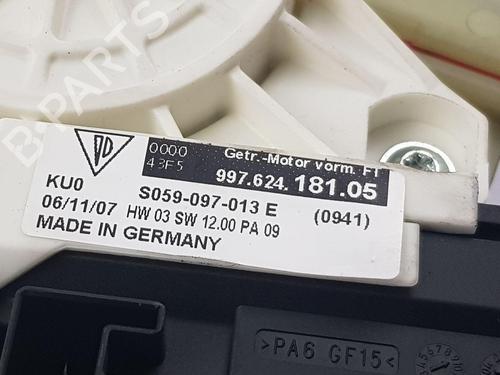 B-PARTS
0000
43F5
Getr.-Motor vorm. FT
997.624.181.05
KU0
S059-097-013 E
(0941)
06/11/07 HW 03 SW 12.00 PA 09
MADE IN GERMANY
>PA6 GF15<